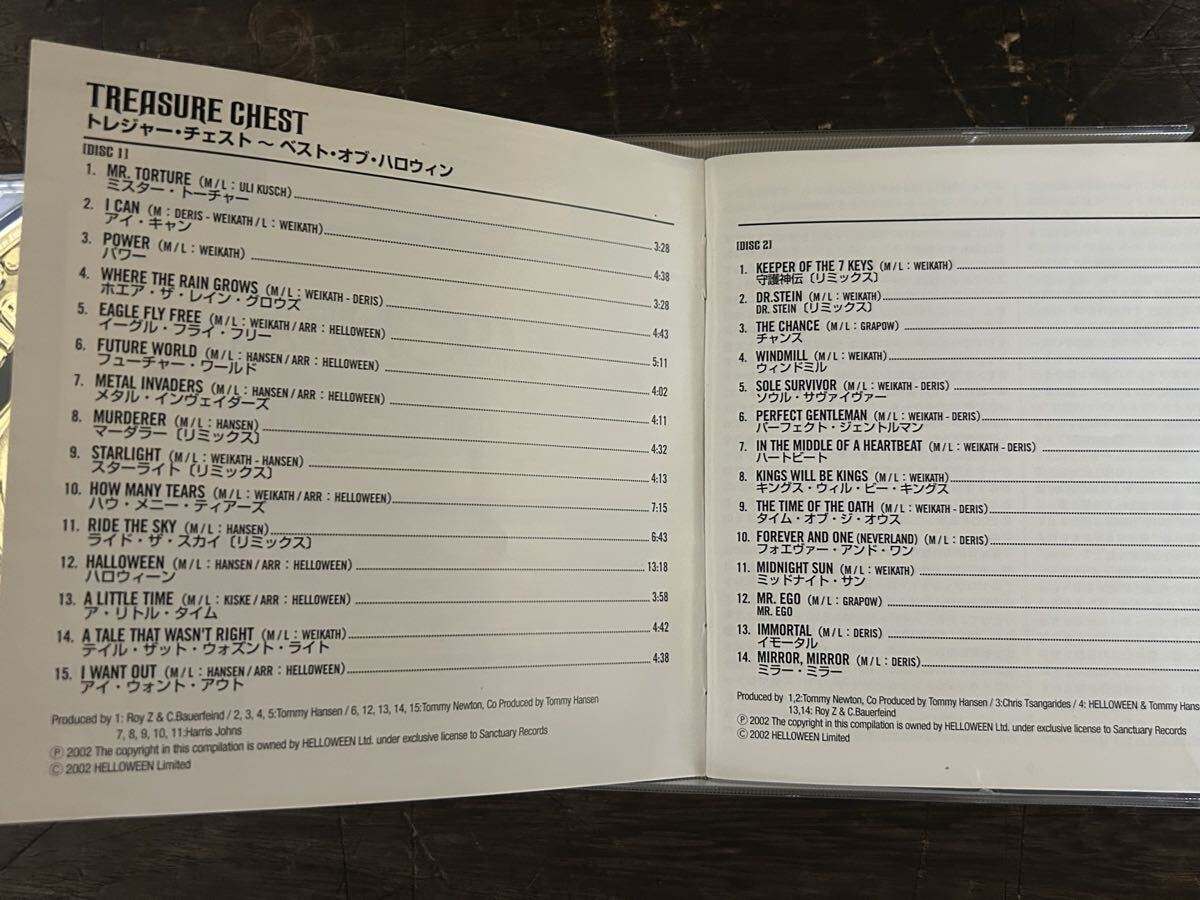 TREASURE CHEST
トレジャー・チェスト 〜 ベスト・オブ・ハロウィン
[DISC 1]
1. MR. TORTURE (M / L : ULI KUSCH) 3:28
ミスター・トーチャー
2. I CAN (M : DERIS - WEIKATH / L : WEIKATH) 4:38
アイ・キャン
3. POWER (M / L : WEIKATH) 3:28
パワー
4. WHERE THE RAIN GROWS (M / L : WEIKATH - DERIS) 4:43
ホエア・ザ・レイン・グロウズ
5. EAGLE FLY FREE (M / L : WEIKATH / ARR : HELLOWEEN) 5:11
イーグル・フライ・フリー
6. FUTURE WORLD (M / L : HANSEN / ARR : HELLOWEEN) 4:02
フューチャー・ワールド
7. METAL INVADERS (M / L : HANSEN / ARR : HELLOWEEN) 4:11
メタル・インヴェイダーズ
8. MURDERER (M / L : HANSEN) 4:32
マーダラー〔リミックス〕
9. STARLIGHT (M / L : WEIKATH - HANSEN) 4:13
スターライト〔リミックス〕
10. HOW MANY TEARS (M / L : WEIKATH / ARR : HELLOWEEN) 7:15
ハウ・メニー・ティアーズ
11. RIDE THE SKY (M / L : HANSEN) 6:43
ライド・ザ・スカイ〔リミックス〕
12. HALLOWEEN (M / L : HANSEN / ARR : HELLOWEEN) 13:18
ハロウィーン
13. A LITTLE TIME (M / L : KISKE / ARR : HELLOWEEN) 3:58
ア・リトル・タイム
14. A TALE THAT WASN'T RIGHT (M / L : WEIKATH) 4:42
テイル・ザット・ウォズント・ライト
15. I WANT OUT (M / L : HANSEN / ARR : HELLOWEEN) 4:38
アイ・ウォント・アウト
Produced by 1: Roy Z & C.Bauerfeind / 2, 3, 4, 5:Tommy Hansen / 6, 12, 13, 14, 15:Tommy Newton, Co Produced by Tommy Hansen
7, 8, 9, 10, 11:Harris Johns
Ⓟ 2002 The copyright in this compilation is owned by HELLOWEEN Ltd. under exclusive license to Sanctuary Records
Ⓒ 2002 HELLOWEEN Limited
[DISC 2]
1. KEEPER OF THE 7 KEYS (M / L : WEIKATH)
守護神伝〔リミックス〕
2. DR.STEIN (M / L : WEIKATH)
DR. STEIN〔リミックス〕
3. THE CHANCE (M / L : GRAPOW)
チャンス
4. WINDMILL (M / L : WEIKATH)
ウィンドミル
5. SOLE SURVIVOR (M / L : WEIKATH - DERIS)
ソウル・サヴァイヴァー
6. PERFECT GENTLEMAN (M / L : WEIKATH - DERIS)
パーフェクト・ジェントルマン
7. IN THE MIDDLE OF A HEARTBEAT (M / L : WEIKATH - DERIS)
ハートビート
8. KINGS WILL BE KINGS (M / L : WEIKATH)
キングス・ウィル・ビー・キングス
9. THE TIME OF THE OATH (M / L : WEIKATH - DERIS)
タイム・オブ・ジ・オウス
10. FOREVER AND ONE (NEVERLAND) (M / L : DERIS)
フォエヴァー・アンド・ワン
11. MIDNIGHT SUN (M / L : WEIKATH)
ミッドナイト・サン
12. MR. EGO (M / L : GRAPOW)
MR. EGO
13. IMMORTAL (M / L : DERIS)
イモータル
14. MIRROR, MIRROR (M / L : DERIS)
ミラー・ミラー
Produced by 1,2:Tommy Newton, Co Produced by Tommy Hansen / 3:Chris Tsangarides / 4: HELLOWEEN & Tommy Hans
13,14: Roy Z & C.Bauerfeind
Ⓟ 2002 The copyright in this compilation is owned by HELLOWEEN Ltd. under exclusive license to Sanctuary Records
Ⓒ 2002 HELLOWEEN Limited